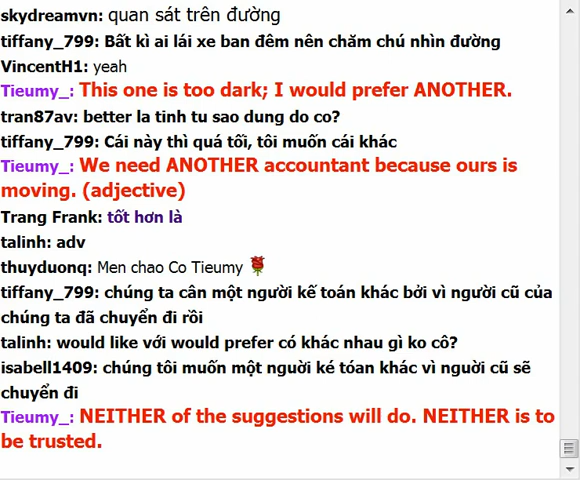 skydreamvn: quan sát trên đường
tiffany_799: Bất kì ai lái xe ban đêm nên chăm chú nhìn đường
VincentH1: yeah
Tieumy_: This one is too dark; I would prefer ANOTHER.
tran87av: better la tinh tu sao dung do co?
tiffany_799: Cái này thì quá tối, tôi muốn cái khác
Tieumy_: We need ANOTHER accountant because ours is
moving. (adjective)
Trang Frank: tốt hơn là
talinh: adv
thuyduonq: Men chao Co Tieumy
tiffany_799: chúng ta cân một người kế toán khác bởi vì người cũ của
chúng ta đã chuyển đi rồi
talinh: would like với would prefer có khác nhau gì ko cô?
isabell1409: chúng tôi muốn một nguời ké tóan khác vì nguời cũ sẽ
chuyển đi
Tieumy_: NEITHER of the suggestions will do. NEITHER is to
be trusted.